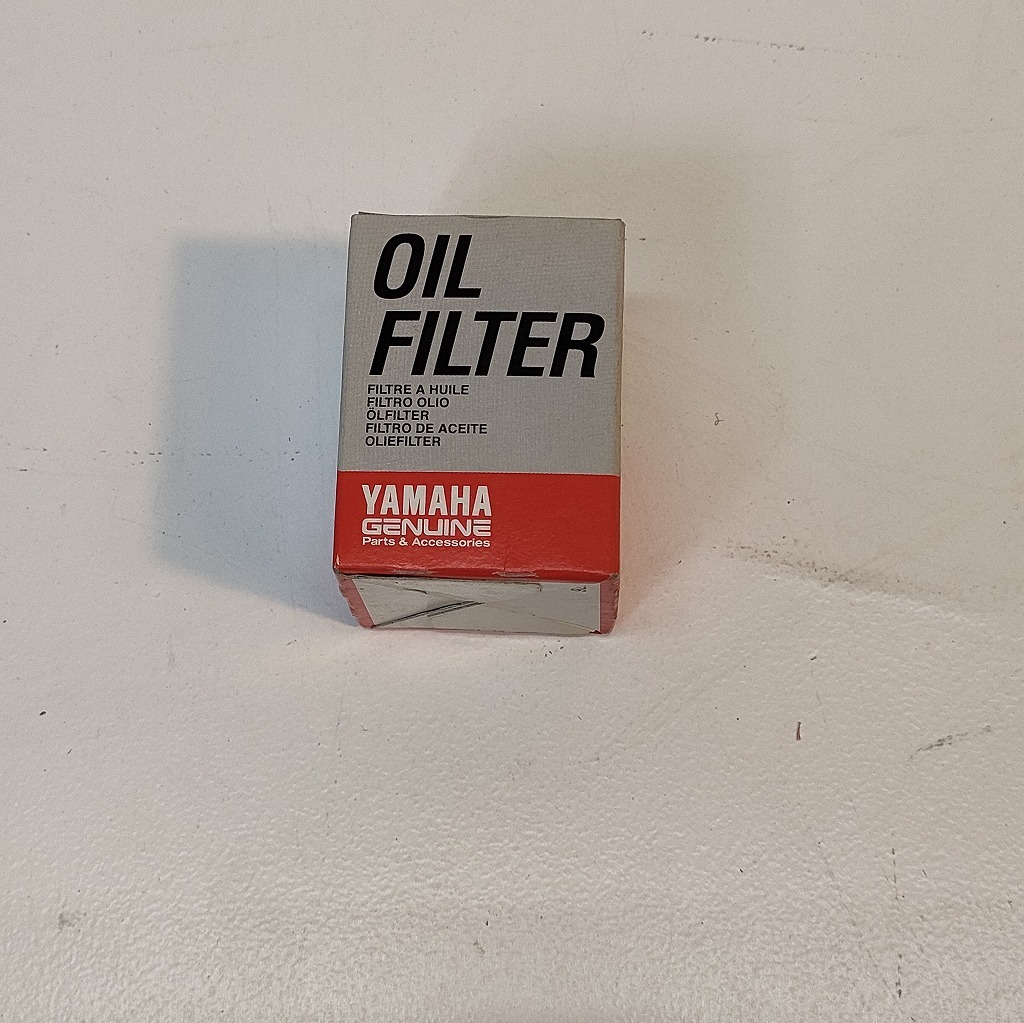 OIL
FILTER
FILTRE A HUILE
FILTRO OLIO
ÖLFILTER
FILTRO DE ACEITE
OLIEFILTER
YAMAHA
GENUINE
Parts & Accessories